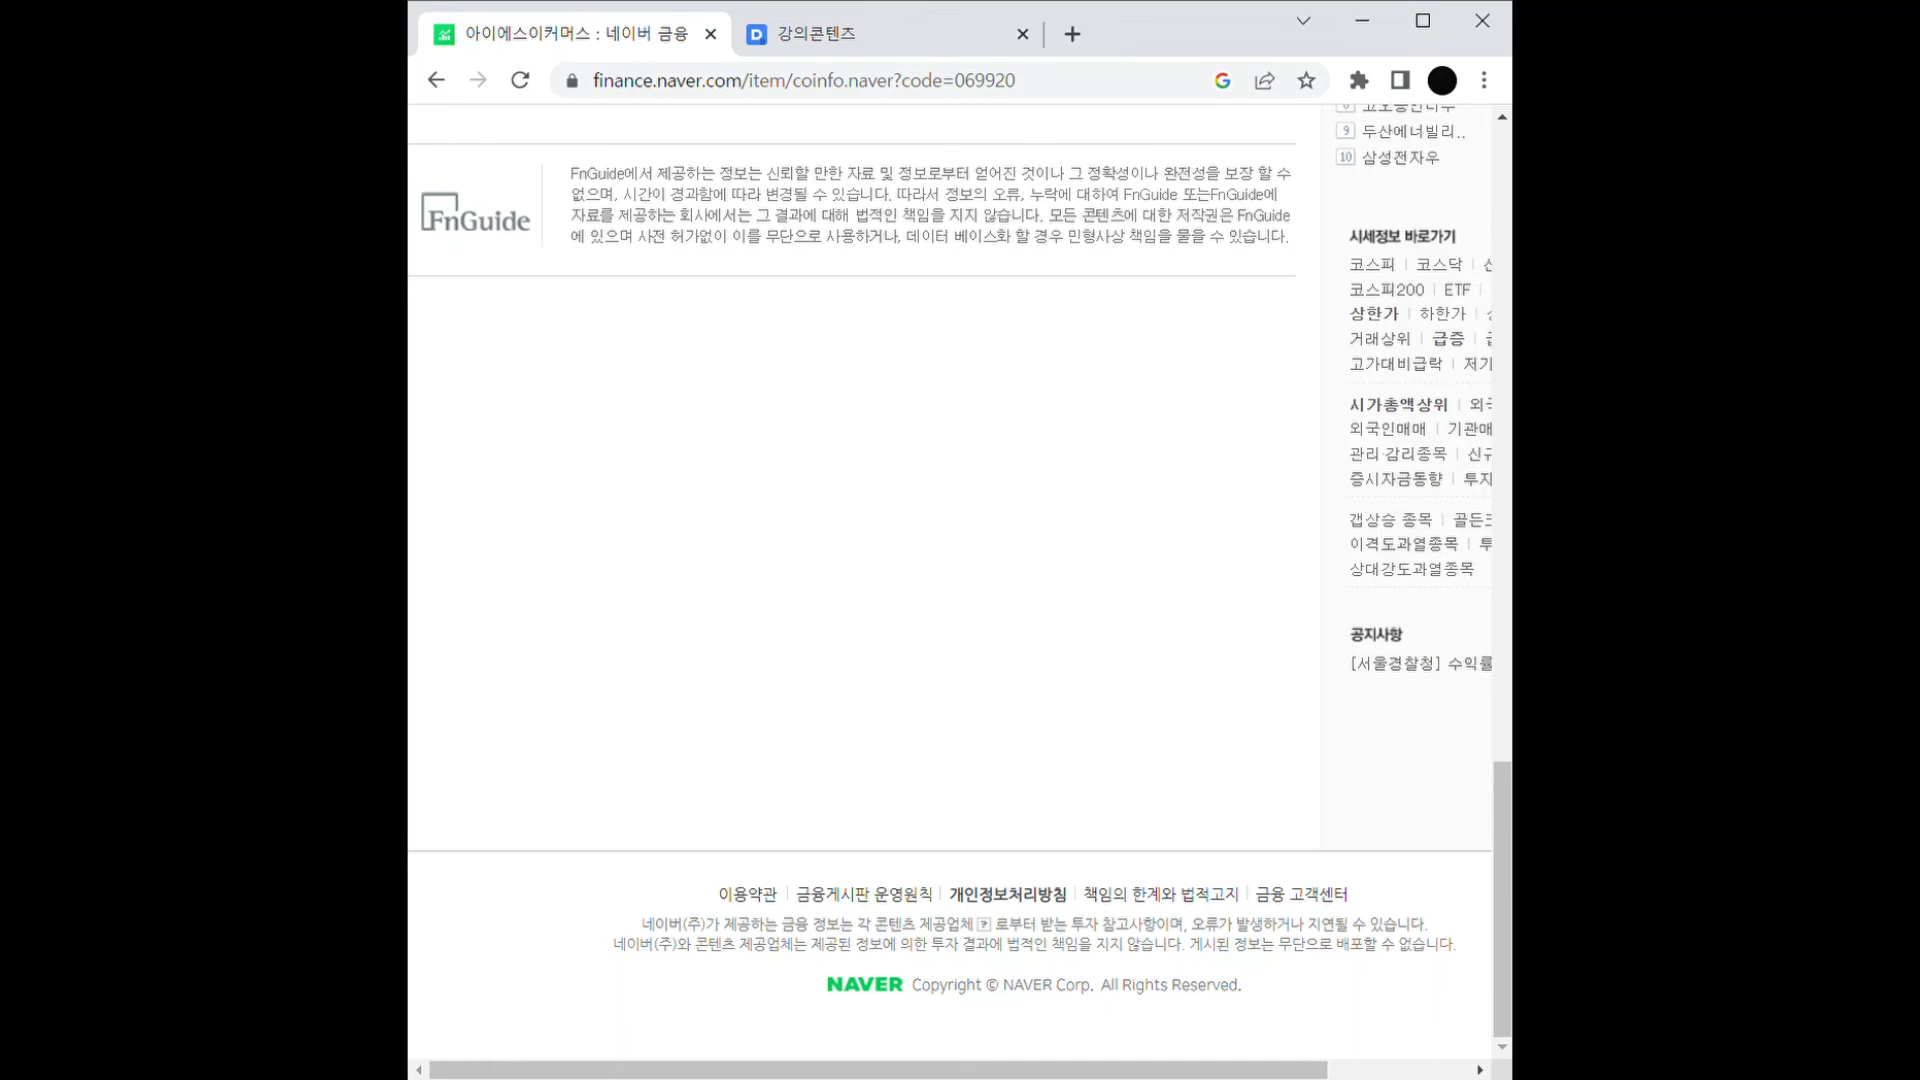 아이에스이커머스 : 네이버 금융
강의콘텐츠
finance.naver.com/item/coinfo.naver?code=069920
9 두산에너빌리..
10 삼성전자우
FnGuide
FnGuide에서 제공하는 정보는 신뢰할 만한 자료 및 정보로부터 얻어진 것이나 그 정확성이나 완전성을 보장 할 수
없으며, 시간이 경과함에 따라 변경될 수 있습니다. 따라서 정보의 오류, 누락에 대하여 FnGuide 또는FnGuide에
자료를 제공하는 회사에서는 그 결과에 대해 법적인 책임을 지지 않습니다. 모든 콘텐츠에 대한 저작권은 FnGuide
에 있으며 사전 허가없이 이를 무단으로 사용하거나, 데이터 베이스화 할 경우 민형사상 책임을 물을 수 있습니다.
시세정보 바로가기
코스피 코스닥
코스피200 ETF
상한가 하한가
거래상위 급증
고가대비급락
시가총액상위
외국인매매 기관매
관리·감리종목
증시자금동향 투자
갭상승 종목
이격도과열종목 투
상대강도과열종목
공지사항
[서울경찰청] 수익률
이용약관 금융게시판 운영원칙 개인정보처리방침 책임의 한계와 법적고지 금융 고객센터
네이버(주)가 제공하는 금융 정보는 각 콘텐츠 제공업체 ? 로부터 받는 투자 참고사항이며, 오류가 발생하거나 지연될 수 있습니다.
네이버(주)와 콘텐츠 제공업체는 제공된 정보에 의한 투자 결과에 법적인 책임을 지지 않습니다. 게시된 정보는 무단으로 배포할 수 없습니다.
NAVER Copyright © NAVER Corp. All Rights Reserved.